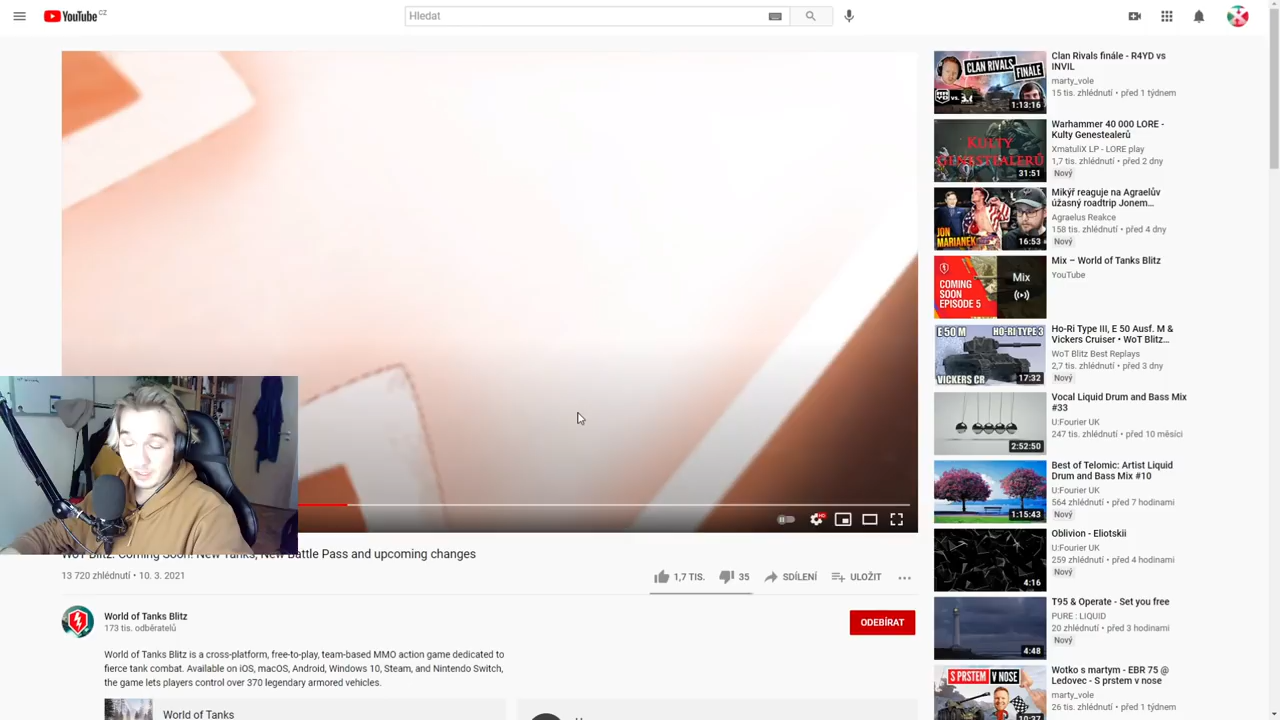 YouTube CZ
Hledat
Clan Rivals finále - R4YD vs
INVIL
marty_vole
15 tis. zhlédnutí • před 1 týdnem
CLAN RIVALS
FINÁLE
VS.
1:13:16
Warhammer 40 000 LORE -
Kulty Genestealerů
XmatuliX LP - LORE play
1,7 tis. zhlédnutí • před 2 dny
Nový
KULTY
GENESTEALERŮ
31:51
Mikýř reaguje na Agraelův
úžasný roadtrip Jonem…
Agraelus Reakce
158 tis. zhlédnutí • před 4 dny
Nový
JON
MARIANEK
16:53
Mix – World of Tanks Blitz
YouTube
COMING
SOON
EPISODE 5
Mix
Ho-Ri Type III, E 50 Ausf. M &
Vickers Cruiser • WoT Blitz…
WoT Blitz Best Replays
2,7 tis. zhlédnutí • před 3 dny
Nový
E 50 M
HO-RI TYPE 3
VICKERS CR
17:32
Vocal Liquid Drum and Bass Mix
#33
U:Fourier UK
247 tis. zhlédnutí • před 10 měsíci
2:52:50
Best of Telomic: Artist Liquid
Drum and Bass Mix #10
U:Fourier UK
564 zhlédnutí • před 7 hodinami
Nový
1:15:43
Oblivion - Eliotskii
U:Fourier UK
259 zhlédnutí • před 4 hodinami
Nový
4:16
T95 & Operate - Set you free
PURE : LIQUID
20 zhlédnutí • před 3 hodinami
Nový
4:48
Wotko s martym - EBR 75 @
Ledovec - S prstem v nose
marty_vole
26 tis. zhlédnutí • před 1 týdnem
S PRSTEM
V NOSE
10:37
HD
WoT Blitz. Coming Soon! New Tanks, New Battle Pass and upcoming changes
13 720 zhlédnutí • 10. 3. 2021
1,7 TIS.
35
SDÍLENÍ
ULOŽIT
World of Tanks Blitz
173 tis. odběratelů
ODEBÍRAT
World of Tanks Blitz is a cross-platform, free-to-play, team-based MMO action game dedicated to
fierce tank combat. Available on iOS, macOS, Android, Windows 10, Steam, and Nintendo Switch,
the game lets players control over 370 legendary armored vehicles.
World of Tanks